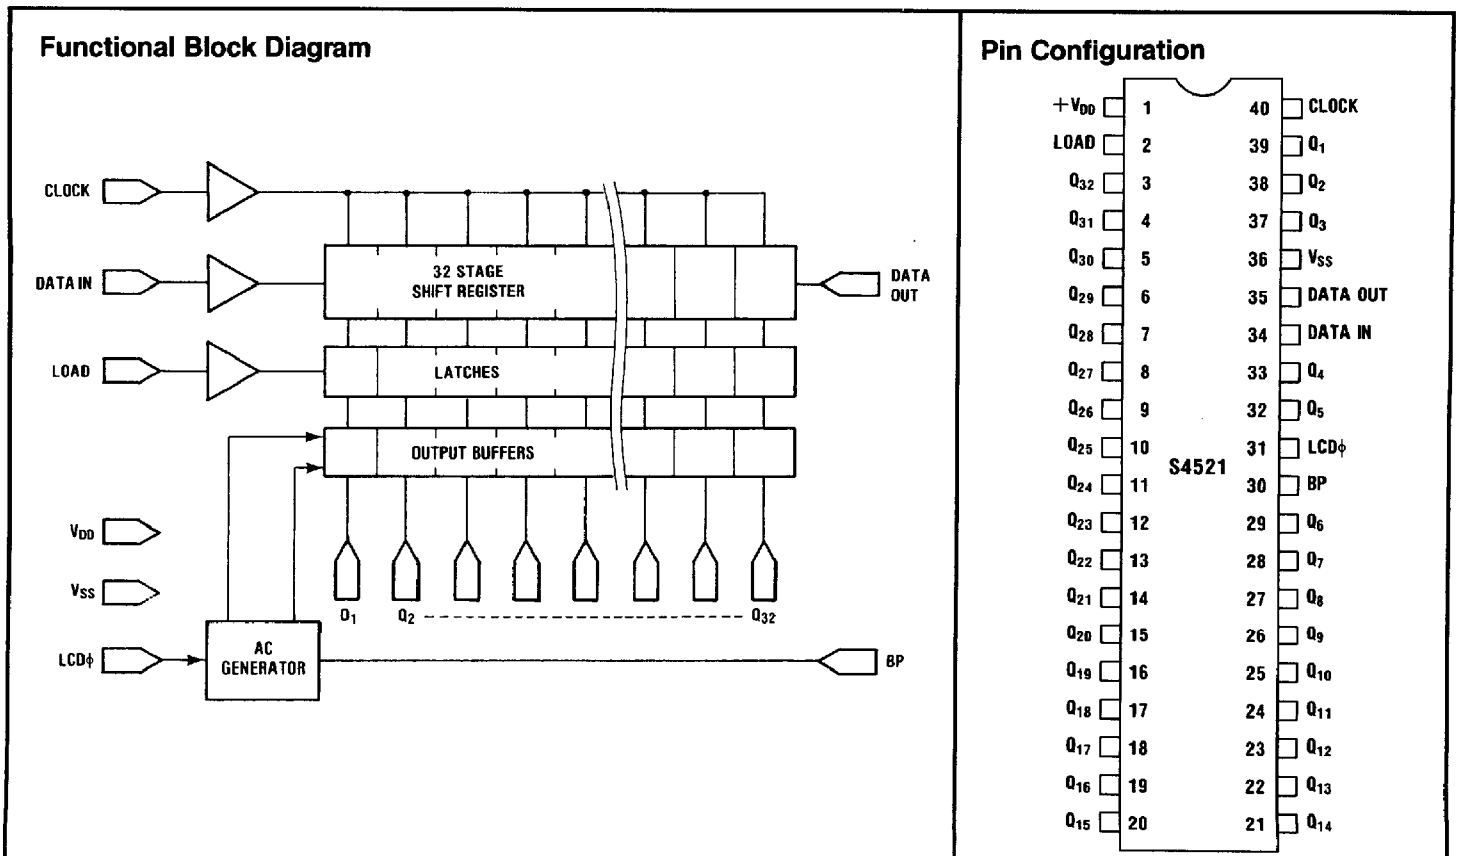 Functional Block Diagram
CLOCK
DATA IN
32 STAGE
SHIFT REGISTER
DATA
OUT
LOAD
LATCHES
OUTPUT BUFFERS
VDD
VSS
Q1
Q2
Q32
LCDϕ
AC
GENERATOR
BP
Pin Configuration
+VDD 1 40 CLOCK
LOAD 2 39 Q1
Q32 3 38 Q2
Q31 4 37 Q3
Q30 5 36 VSS
Q29 6 35 DATA OUT
Q28 7 34 DATA IN
Q27 8 33 Q4
Q26 9 32 Q5
Q25 10 31 LCDϕ
S4521
Q24 11 30 BP
Q23 12 29 Q6
Q22 13 28 Q7
Q21 14 27 Q8
Q20 15 26 Q9
Q19 16 25 Q10
Q18 17 24 Q11
Q17 18 23 Q12
Q16 19 22 Q13
Q15 20 21 Q14